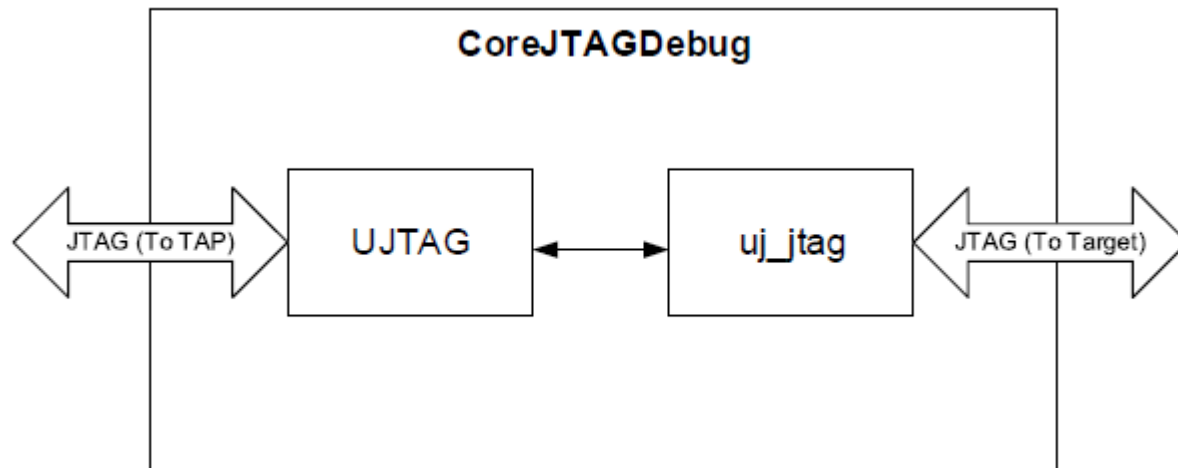 CoreJTAGDebug
JTAG (To TAP)
UJTAG
uj_jtag
JTAG (To Target)